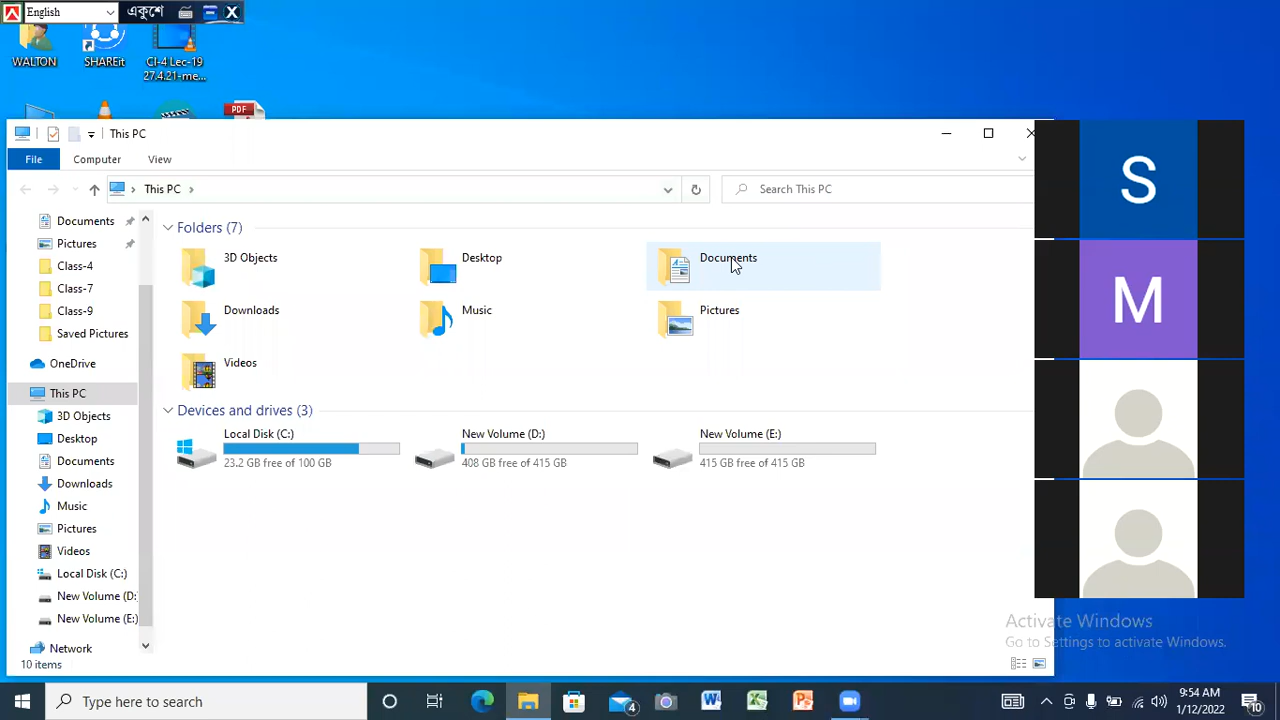 English
একুশে
WALTON
SHAREit
CI-4 Lec-19
27.4.21-me...
PDF
This PC
File
Computer
View
This PC
Search This PC
Documents
Pictures
Class-4
Class-7
Class-9
Saved Pictures
OneDrive
This PC
3D Objects
Desktop
Documents
Downloads
Music
Pictures
Videos
Local Disk (C:)
New Volume (D:
New Volume (E:)
Network
10 items
Folders (7)
3D Objects
Desktop
Documents
Downloads
Music
Pictures
Videos
Devices and drives (3)
Local Disk (C:)
23.2 GB free of 100 GB
New Volume (D:)
408 GB free of 415 GB
New Volume (E:)
415 GB free of 415 GB
S
M
Activate Windows
Go to Settings to activate Windows.
Type here to search
4
9:54 AM
1/12/2022
10